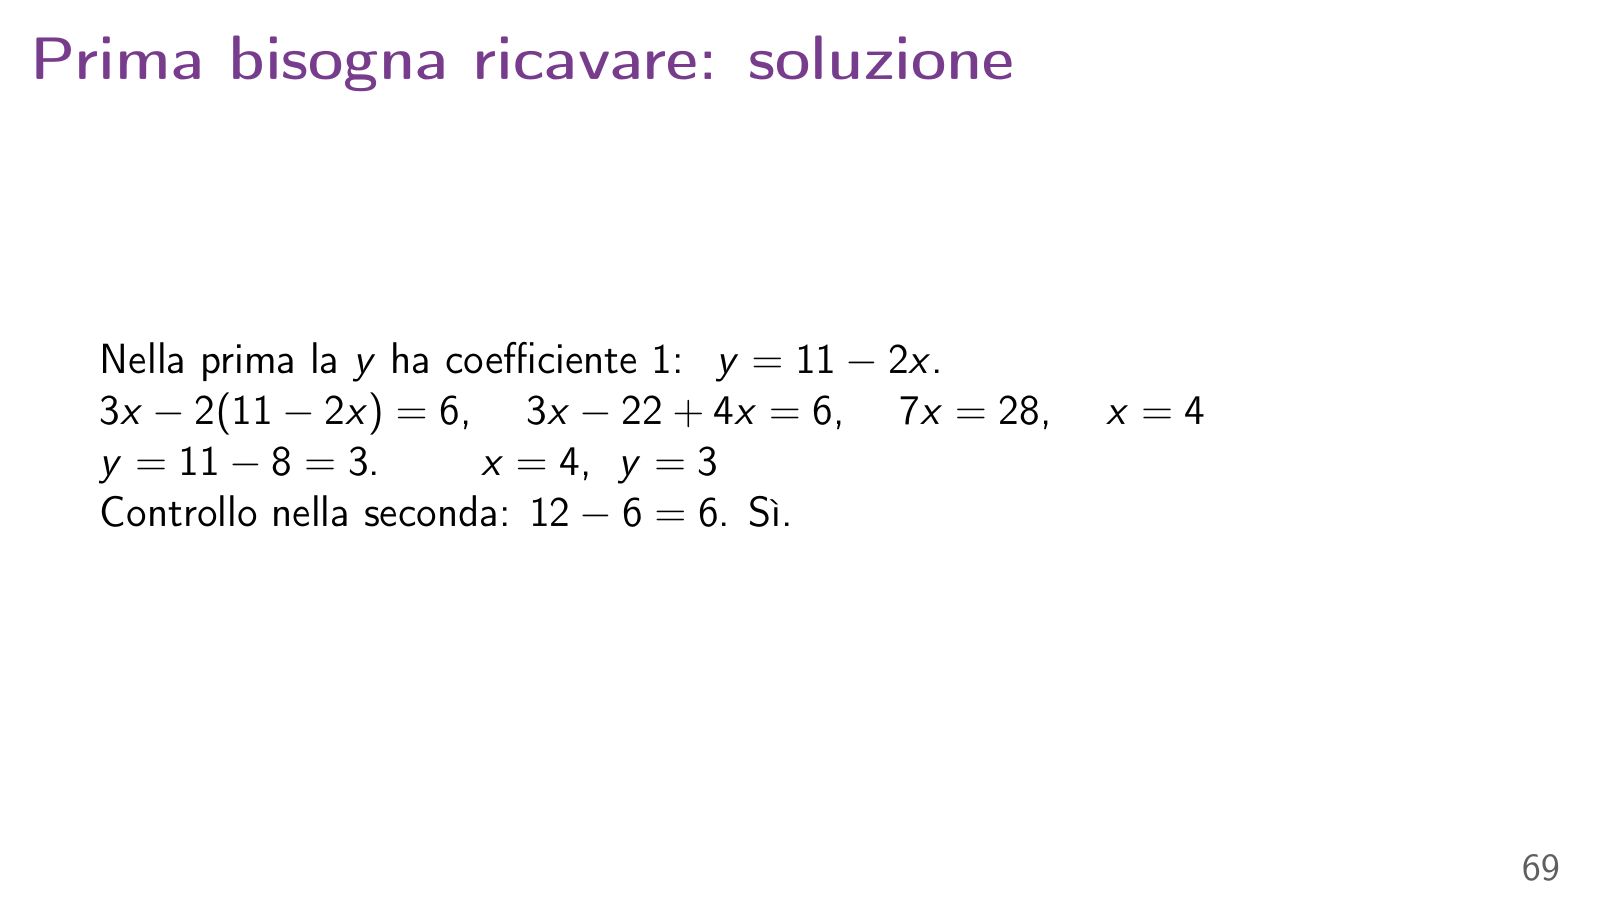 Prima bisogna ricavare: soluzione
Nella prima la y ha coefficiente 1: y = 11 − 2x.
3x − 2(11 − 2x) = 6, 3x − 22 + 4x = 6, 7x = 28, x = 4
y = 11 − 8 = 3. x = 4, y = 3
Controllo nella seconda: 12 − 6 = 6. Sì.
69